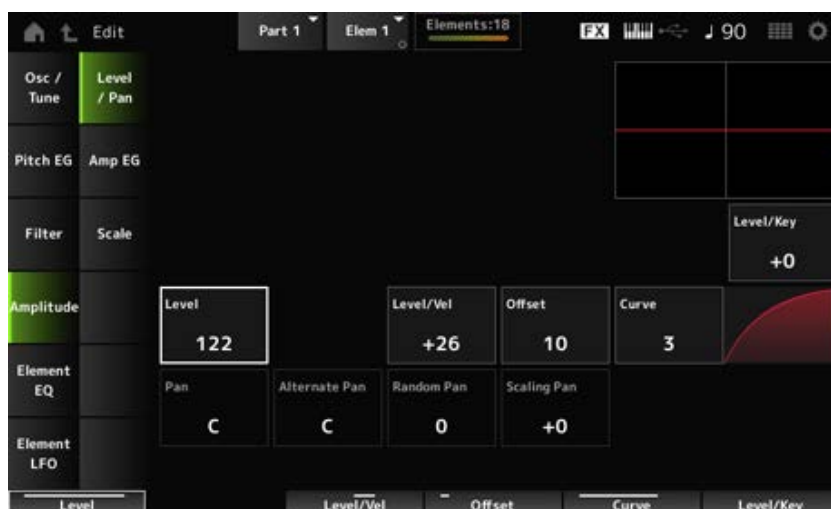 Edit
Part 1
Elem 1
Elements:18
FX
♩ 90
Osc /
Tune
Level
/ Pan
Pitch EG
Amp EG
Filter
Scale
Level/Key
+0
Amplitude
Level
122
Level/Vel
+26
Offset
10
Curve
3
Element
EQ
Pan
C
Alternate Pan
C
Random Pan
0
Scaling Pan
+0
Element
LFO
Level
Level/Vel
Offset
Curve
Level/Key